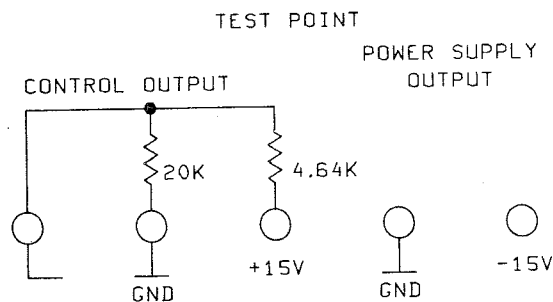 TEST POINT
POWER SUPPLY
OUTPUT
CONTROL OUTPUT
20K
4.64K
+15V
-15V
GND
GND